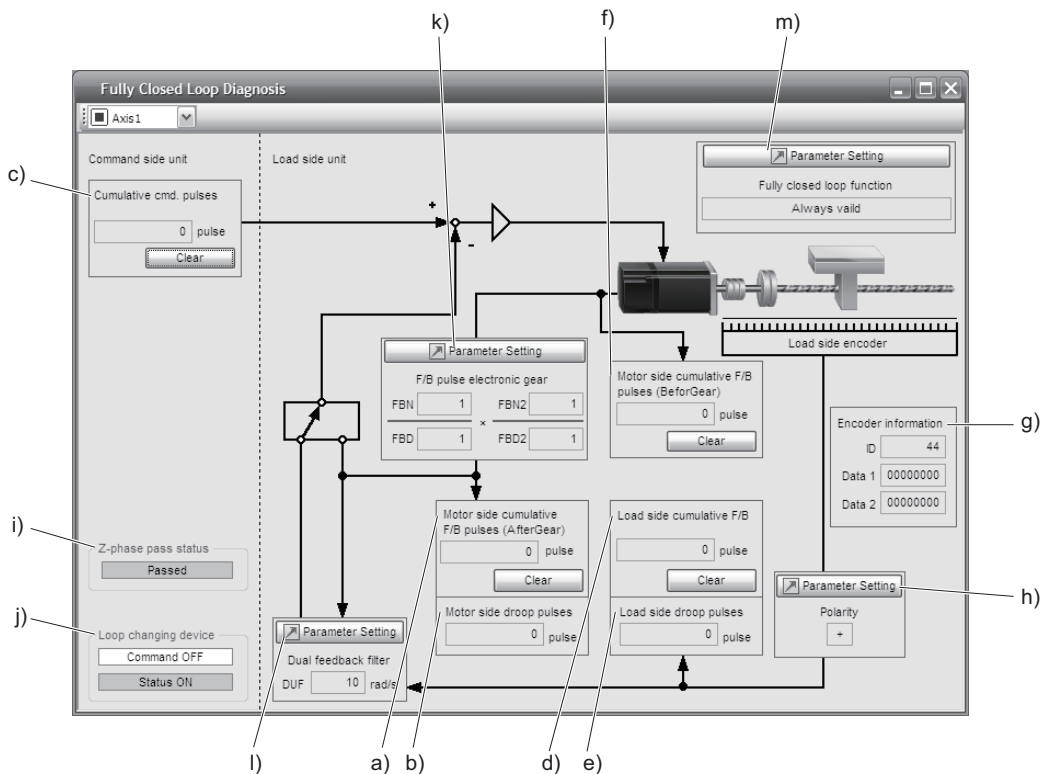 k)
f)
m)
Fully Closed Loop Diagnosis
Axis1
Command side unit
Load side unit
Parameter Setting
c)
Cumulative cmd. pulses
Fully closed loop function
0 pulse
+
Always vaild
Clear
-
k
Parameter Setting
Load side encoder
F/B pulse electronic gear
Motor side cumulative F/B
pulses (BeforGear)
FBN 1 FBN2 1
0 pulse
×
FBD 1 FBD2 1
Clear
Encoder information
g)
ID 44
Data 1 00000000
Data 2 00000000
Motor side cumulative
F/B pulses (AfterGear)
Load side cumulative F/B
i)
Z-phase pass status
0 pulse
0 pulse
Passed
Clear
Clear
Parameter Setting
h)
j)
Motor side droop pulses
Load side droop pulses
Polarity
Loop changing device
Parameter Setting
0 pulse
0 pulse
+
Command OFF
Dual feedback filter
Status ON
DUF 10 rad/s
l)
a)
b)
d)
e)